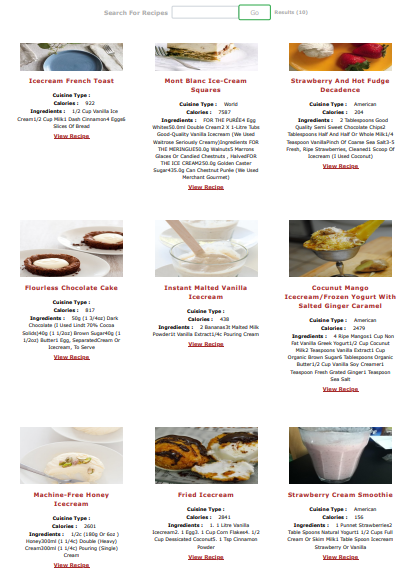 Search For Recipes
Go
Results (10)
Icecream French Toast
Cuisine Type :
Calories : 922
Ingredients : 1/2 Cup Vanilla Ice
Cream1/2 Cup Milk1 Dash Cinnamon4 Eggs6
Slices Of Bread
View Recipe
Mont Blanc Ice-Cream
Squares
Cuisine Type : World
Calories : 7587
Ingredients : FOR THE PURÉE4 Egg
Whites50.0ml Double Cream2 X 1-Litre Tubs
Good-Quality Vanilla Icecream (We Used
Waitrose Seriously Creamy)Ingredients FOR
THE MERINGUE50.0g Walnuts5 Marrons
Glaces Or Candied Chestnuts , HalvedFOR
THE ICE CREAM250.0g Golden Caster
Sugar435.0g Can Chestnut Purée (We Used
Merchant Gourmet)
View Recipe
Strawberry And Hot Fudge
Decadence
Cuisine Type : American
Calories : 204
Ingredients : 2 Tablespoons Good
Quality Semi Sweet Chocolate Chips2
Tablespoons Half And Half Or Whole Milk1/4
Teaspoon VanillaPinch Of Coarse Sea Salt3-5
Fresh, Ripe Strawberries, Cleaned1 Scoop Of
Icecream (I Used Coconut)
View Recipe
Flourless Chocolate Cake
Cuisine Type :
Calories : 817
Ingredients : 50g (1 3/4oz) Dark
Chocolate (I Used Lindt 70% Cocoa
Solids)40g (1 1/2oz) Brown Sugar40g (1
1/2oz) Butter1 Egg, SeparatedCream Or
Icecream, To Serve
View Recipe
Instant Malted Vanilla
Icecream
Cuisine Type :
Calories : 438
Ingredients : 2 Bananas3t Malted Milk
Powder1t Vanilla Extract1/4c Pouring Cream
View Recipe
Coconut Mango
Icecream/Frozen Yogurt With
Salted Ginger Caramel
Cuisine Type : American
Calories : 2479
Ingredients : 4 Ripe Mangos1 Cup Non
Fat Vanilla Greek Yogurt1/2 Cup Coconut
Milk2 Teaspoons Vanilla Extract1 Cup
Organic Brown Sugar6 Tablespoons Organic
Butter1/2 Cup Vanilla Soy Creamer1
Teaspoon Fresh Grated Ginger1 Teaspoon
Sea Salt
View Recipe
Machine-Free Honey
Icecream
Cuisine Type :
Calories : 2601
Ingredients : 1/2c (180g Or 6oz )
Honey300ml (1 1/4c) Double (Heavy)
Cream300ml (1 1/4c) Pouring (Single)
Cream
View Recipe
Fried Icecream
Cuisine Type :
Calories : 2841
Ingredients : 1. 1 Litre Vanilla
Icecream2. 1 Egg3. 1 Cup Corn Flakes4. 1/2
Cup Dessicated Coconut5. 1 Tsp Cinnamon
Powder
View Recipe
Strawberry Cream Smoothie
Cuisine Type : American
Calories : 156
Ingredients : 1 Punnet Strawberries2
Table Spoons Natural Yogurt1 1/2 Cups Full
Cream Or Skim Milk1 Table Spoon Icecream
Strawberry Or Vanilla
View Recipe